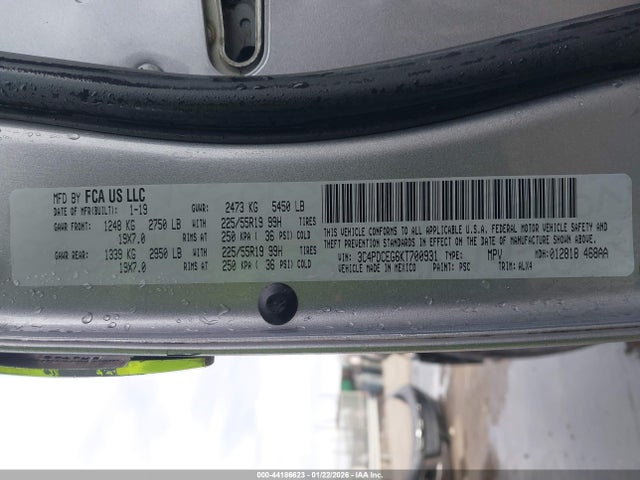 MFD BY FCA US LLC
DATE OF MFR(BUILT): 1-19 GVWR: 2473 KG 5450 LB
GAWR FRONT: 1248 KG 2750 LB WITH 225/55R19 99H TIRES
19X7.0 RIMS AT 250 KPA ( 36 PSI) COLD
GAWR REAR: 1339 KG 2950 LB WITH 225/55R19 99H TIRES
19X7.0 RIMS AT 250 KPA ( 36 PSI) COLD
THIS VEHICLE CONFORMS TO ALL APPLICABLE U.S.A. FEDERAL MOTOR VEHICLE SAFETY AND
THEFT PREVENTION STANDARDS IN EFFECT ON THE DATE OF MANUFACTURE SHOWN ABOVE.
VIN: 3C4PDCEG6KT700931 TYPE: MPV MDH: 01281B 468AA
MADE IN MEXICO PAINT: PSC TRIM: ALX4
000-44186623 - 01/22/2026 - COPYRIGHT IAA, LLC